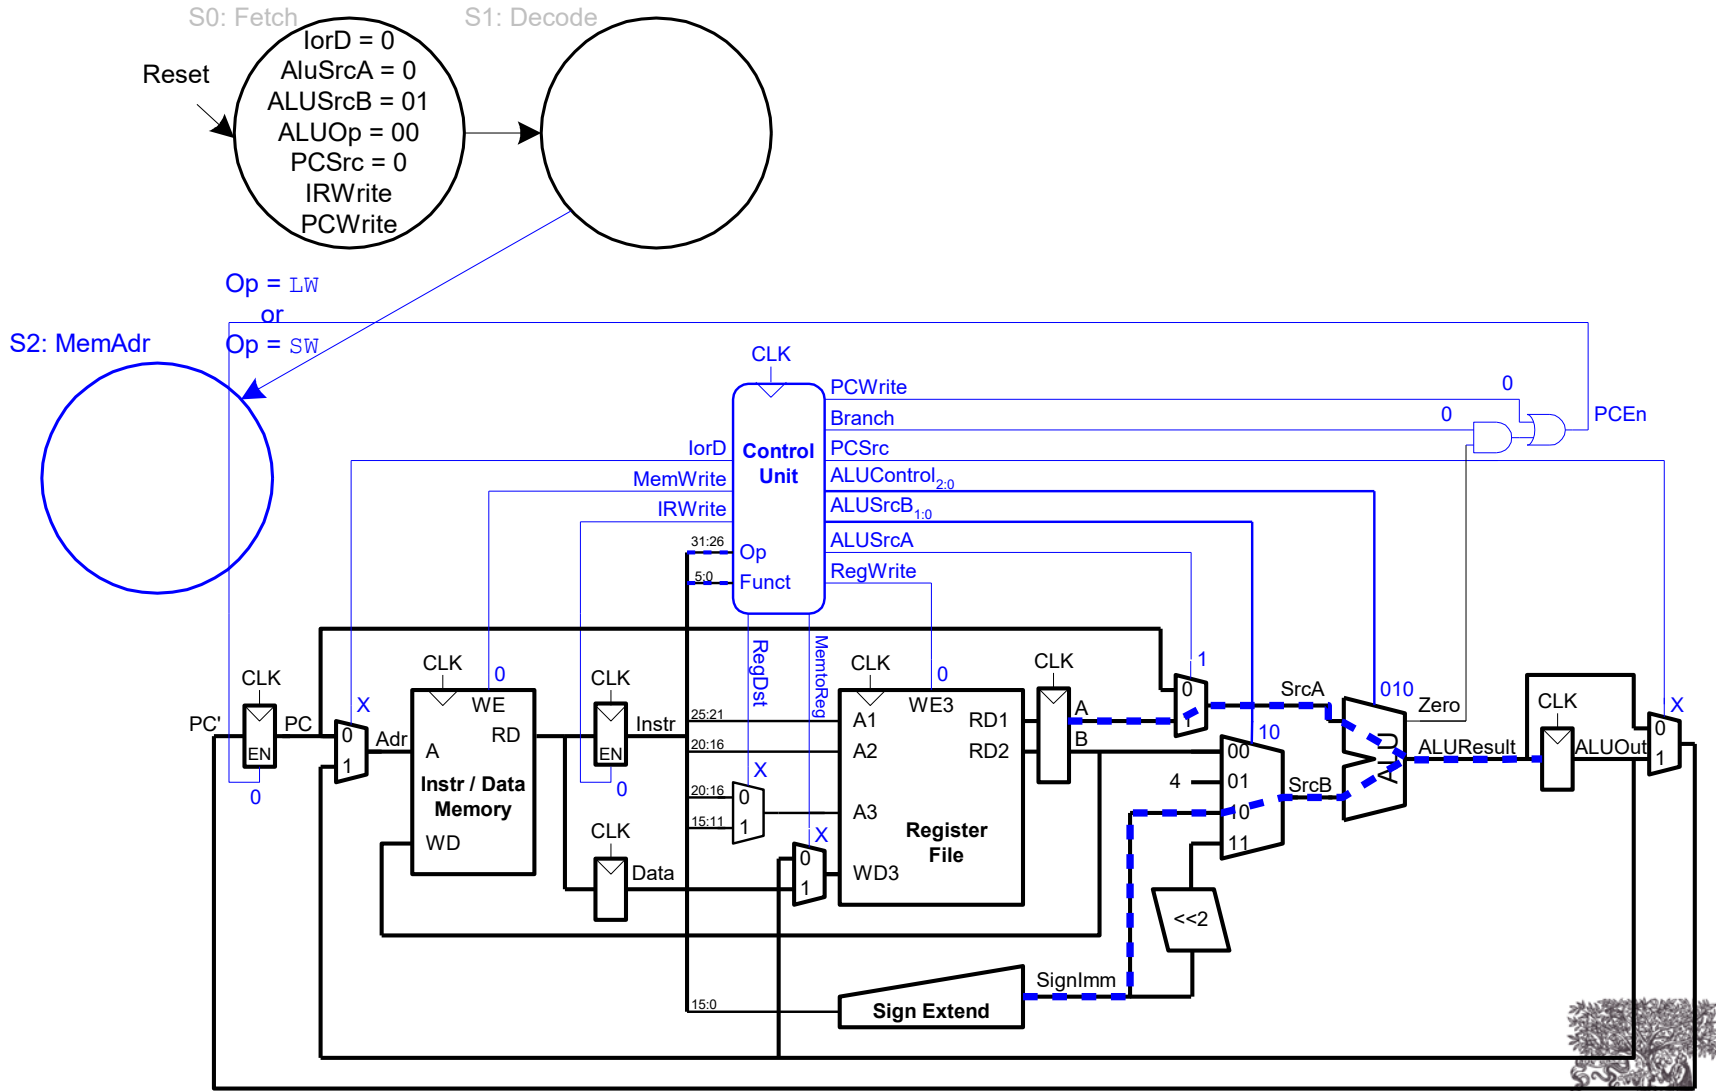 S0: Fetch
S1: Decode
IorD = 0
AluSrcA = 0
ALUSrcB = 01
ALUOp = 00
PCSrc = 0
IRWrite
PCWrite
Reset
Op = LW
or
Op = SW
S2: MemAdr
CLK
PCWrite
0
Branch
0
PCEn
IorD
Control
Unit
PCSrc
MemWrite
ALUControl2:0
IRWrite
ALUSrcB1:0
31:26
Op
ALUSrcA
5:0
Funct
RegWrite
RegDst
MemtoReg
CLK
CLK
CLK
CLK
CLK
1
0
0
X
X
010
PC'
PC
EN
0
0
1
Adr
WE
A
RD
Instr / Data
Memory
WD
EN
0
Instr
25:21
20:16
A1
A2
WE3
RD1
RD2
A
B
0
1
SrcA
10
00
4
01
10
11
SrcB
ALU
Zero
ALUResult
CLK
ALUOut
0
1
X
20:16
15:11
0
1
A3
Register
File
CLK
Data
X
0
1
WD3
<<2
SignImm
15:0
Sign Extend